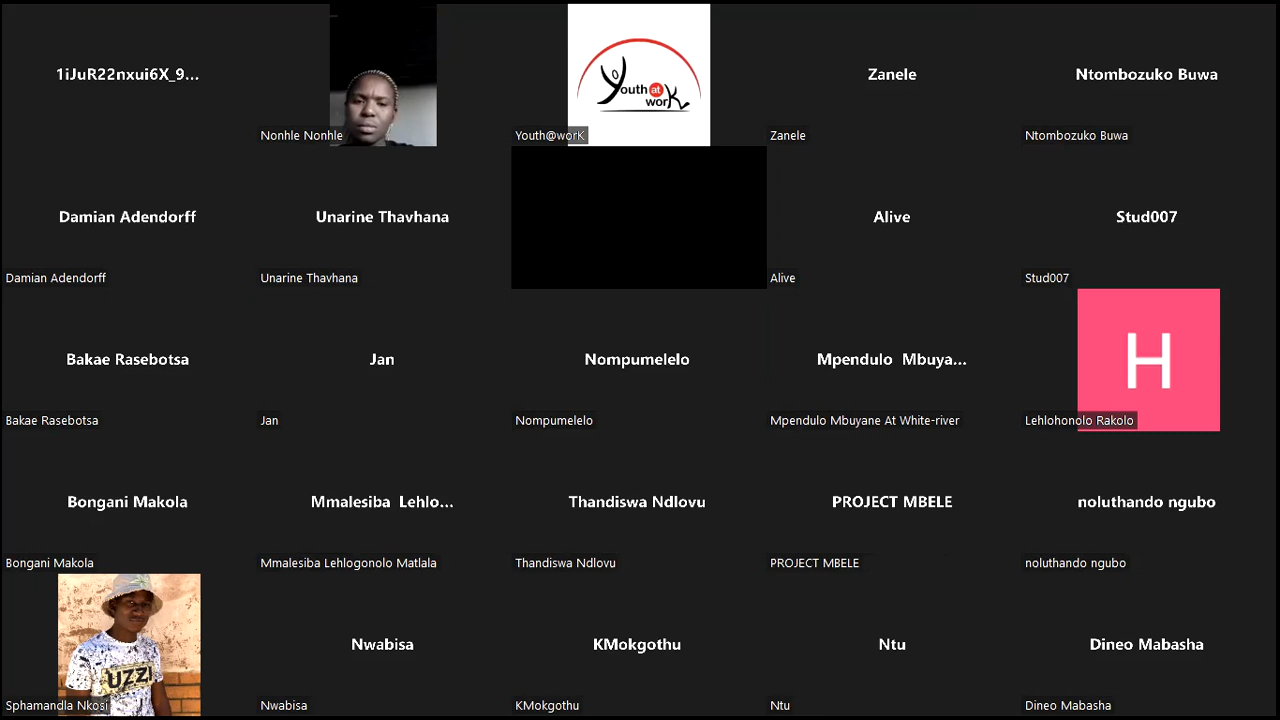 1iJuR22nxui6X_9...
Nonhle Nonhle
Youth at worK
Youth@worK
Zanele
Zanele
Ntombozuko Buwa
Ntombozuko Buwa
Damian Adendorff
Damian Adendorff
Unarine Thavhana
Unarine Thavhana
Alive
Alive
Stud007
Stud007
Bakae Rasebotsa
Bakae Rasebotsa
Jan
Jan
Nompumelelo
Nompumelelo
Mpendulo Mbuya...
Mpendulo Mbuyane At White-river
H
Lehlohonolo Rakolo
Bongani Makola
Bongani Makola
Mmalesiba Lehlo...
Mmalesiba Lehlogonolo Matlala
Thandiswa Ndlovu
Thandiswa Ndlovu
PROJECT MBELE
PROJECT MBELE
noluthando ngubo
noluthando ngubo
UZZI
Sphamandla Nkosi
Nwabisa
Nwabisa
KMokgothu
KMokgothu
Ntu
Ntu
Dineo Mabasha
Dineo Mabasha